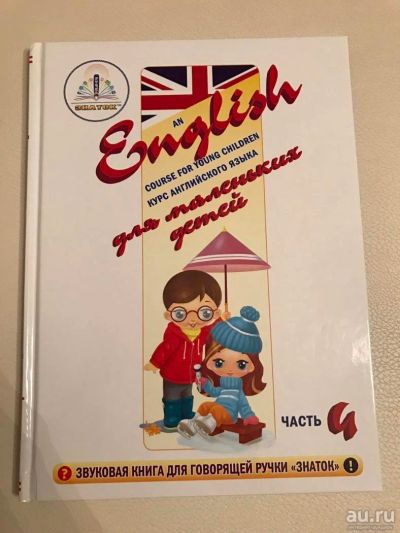 ЗНАТОК
AN
English
COURSE FOR YOUNG CHILDREN
КУРС АНГЛИЙСКОГО ЯЗЫКА
для маленьких
детей
ЧАСТЬ 4
? ЗВУКОВАЯ КНИГА ДЛЯ ГОВОРЯЩЕЙ РУЧКИ «ЗНАТОК» !
au.ru